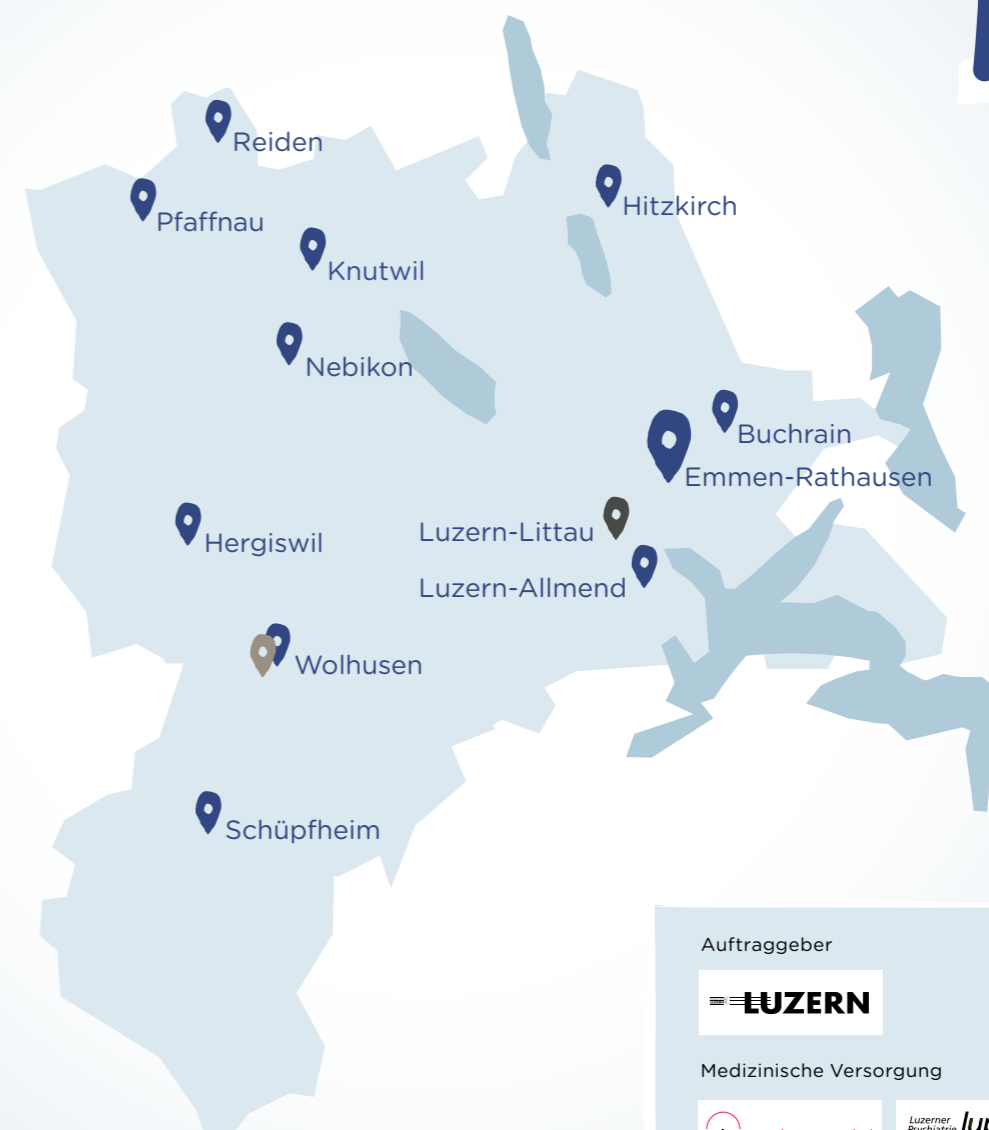 Reiden
Hitzkirch
Pfaffnau
Knutwil
Nebikon
Buchrain
Emmen-Rathausen
Luzern-Littau
Hergiswil
Luzern-Allmend
Wolhusen
Schüpfheim
Auftraggeber
LUZERN
Medizinische Versorgung
Luzerner
Psychiatrie